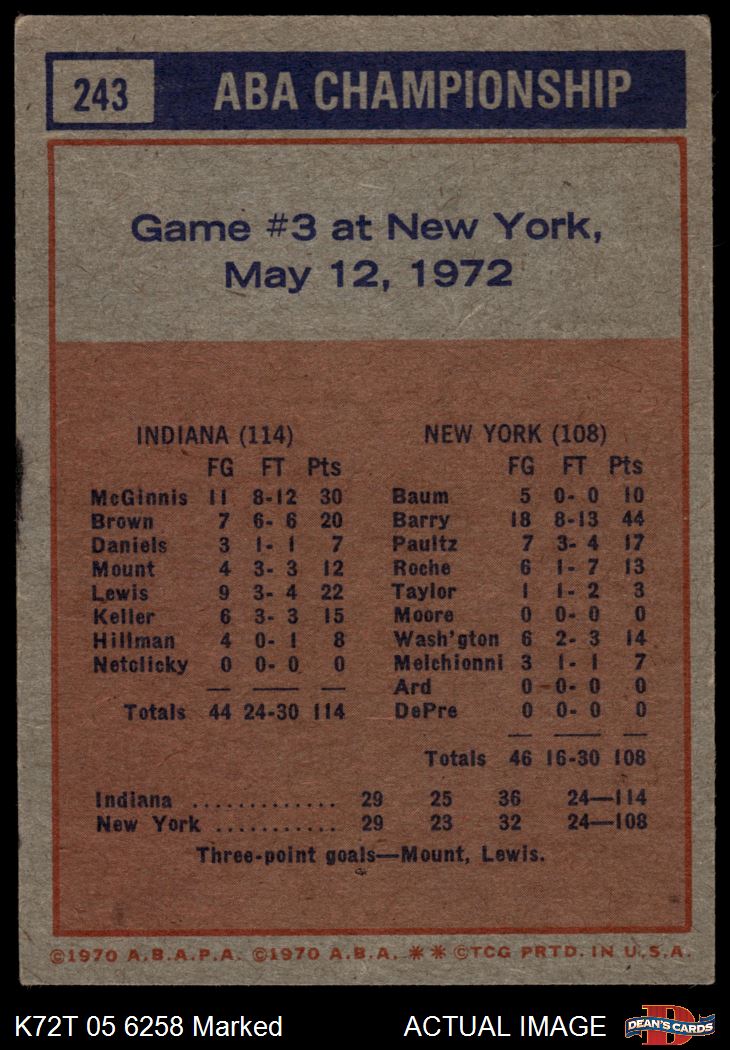 243 ABA CHAMPIONSHIP
Game #3 at New York,
May 12, 1972
INDIANA (114)
FG FT Pts
McGinnis 11 8-12 30
Brown 7 6- 6 20
Daniels 3 1- 1 7
Mount 4 3- 3 12
Lewis 9 3- 4 22
Keller 6 3- 3 15
Hillman 4 0- 1 8
Netolicky 0 0- 0 0
Totals 44 24-30 114
NEW YORK (108)
FG FT Pts
Baum 5 0- 0 10
Barry 18 8-13 44
Paultz 7 3- 4 17
Roche 6 1- 7 13
Taylor 1 1- 2 3
Moore 0 0- 0 0
Wash'gton 6 2- 3 14
Melchionni 3 1- 1 7
Ard 0 0- 0 0
DePre 0 0- 0 0
Totals 46 16-30 108
Indiana ............. 29 25 36 24—114
New York ........... 29 23 32 24—108
Three-point goals—Mount, Lewis.
©1970 A.B.A.P.A. ©1970 A.B.A. ** ©TCG PRTD. IN U.S.A.
K72T 05 6258 Marked ACTUAL IMAGE
D
DEAN'S CARDS